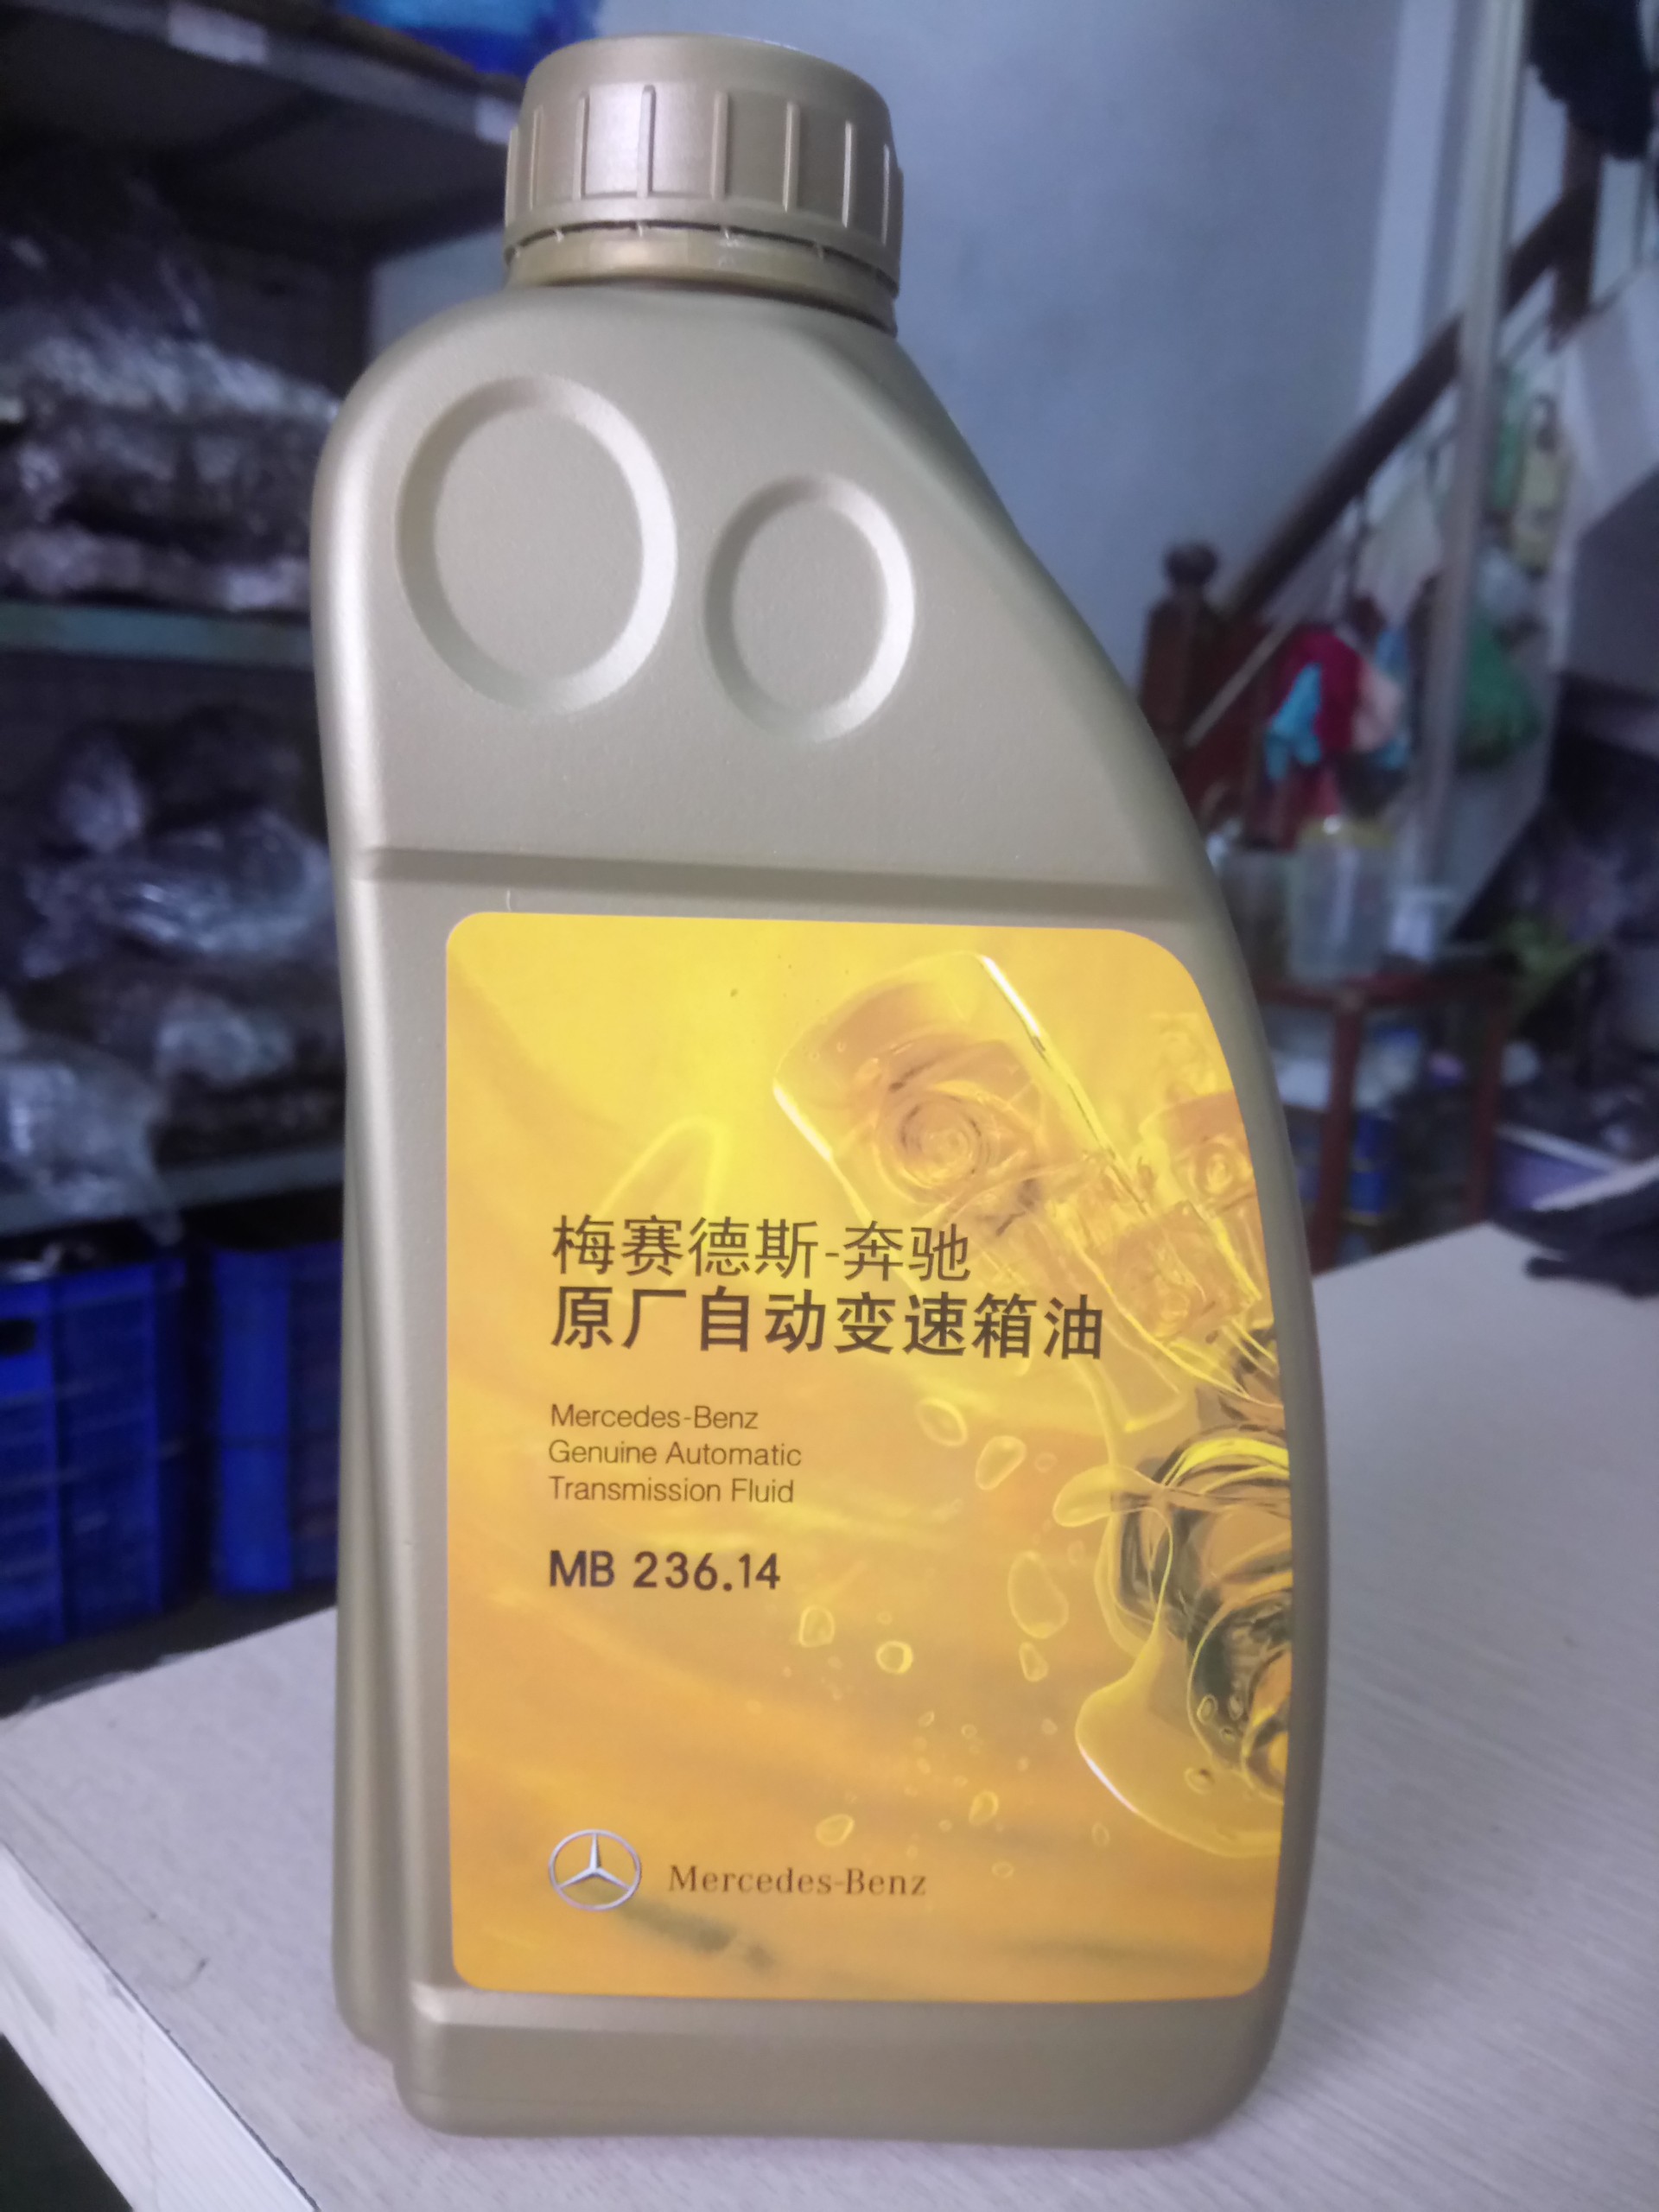 梅赛德斯-奔驰
原厂自动变速箱油
Mercedes-Benz
Genuine Automatic
Transmission Fluid
MB 236.14
Mercedes-Benz